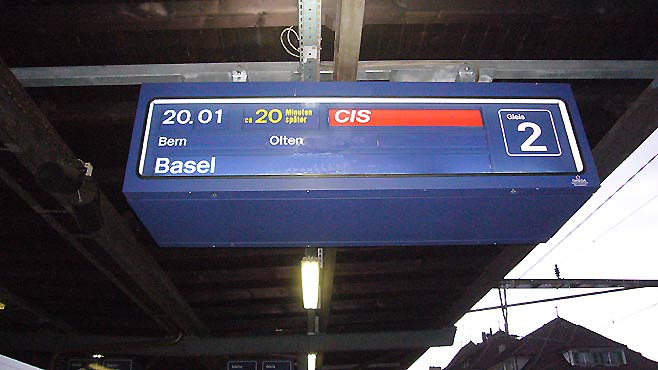 20.01 ca 20 Minuten später CIS
Gleis
2
Bern Olten
Basel